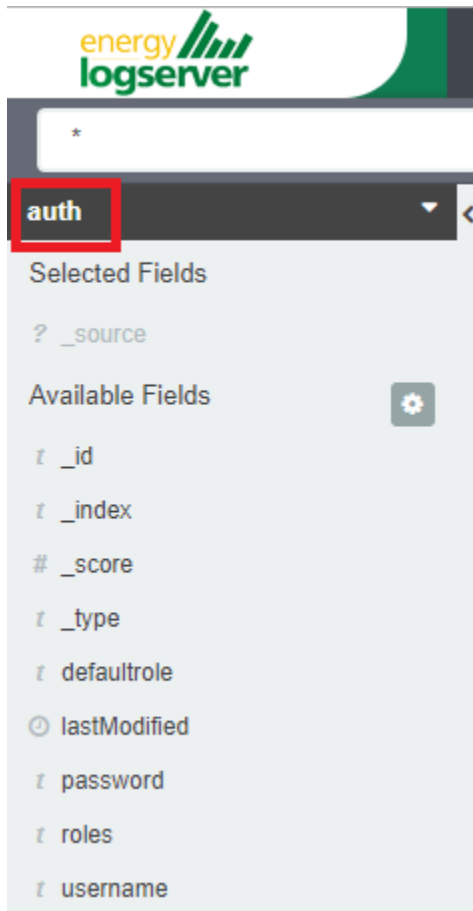 energy
logserver
*
auth
Selected Fields
? _source
Available Fields
t _id
t _index
# _score
t _type
t defaultrole
lastModified
t password
t roles
t username